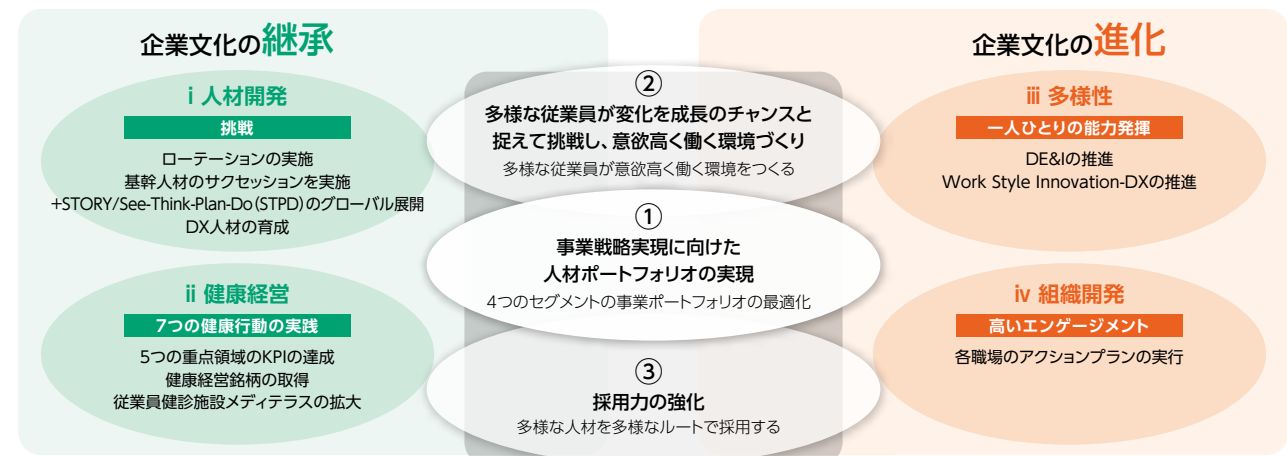 企業文化の継承
ⅰ 人材開発
挑戦
ローテーションの実施
基幹人材のサクセッションを実施
+STORY/See-Think-Plan-Do(STPD)のグローバル展開
DX人材の育成
ⅱ 健康経営
7つの健康行動の実践
5つの重点領域のKPIの達成
健康経営銘柄の取得
従業員健診施設メディテラスの拡大
②
多様な従業員が変化を成長のチャンスと
捉えて挑戦し、意欲高く働く環境づくり
多様な従業員が意欲高く働く環境をつくる
①
事業戦略実現に向けた
人材ポートフォリオの実現
4つのセグメントの事業ポートフォリオの最適化
③
採用力の強化
多様な人材を多様なルートで採用する
企業文化の進化
ⅲ 多様性
一人ひとりの能力発揮
DE&Iの推進
Work Style Innovation-DXの推進
ⅳ 組織開発
高いエンゲージメント
各職場のアクションプランの実行